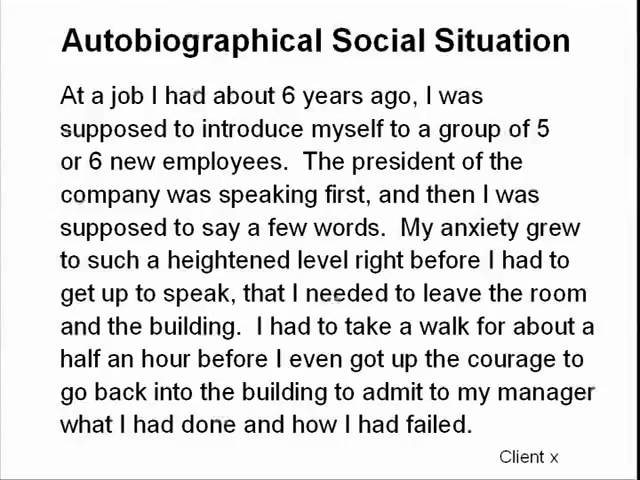 Autobiographical Social Situation
At a job I had about 6 years ago, I was
supposed to introduce myself to a group of 5
or 6 new employees.  The president of the
company was speaking first, and then I was
supposed to say a few words.  My anxiety grew
to such a heightened level right before I had to
get up to speak, that I needed to leave the room
and the building.  I had to take a walk for about a
half an hour before I even got up the courage to
go back into the building to admit to my manager
what I had done and how I had failed.
Client x